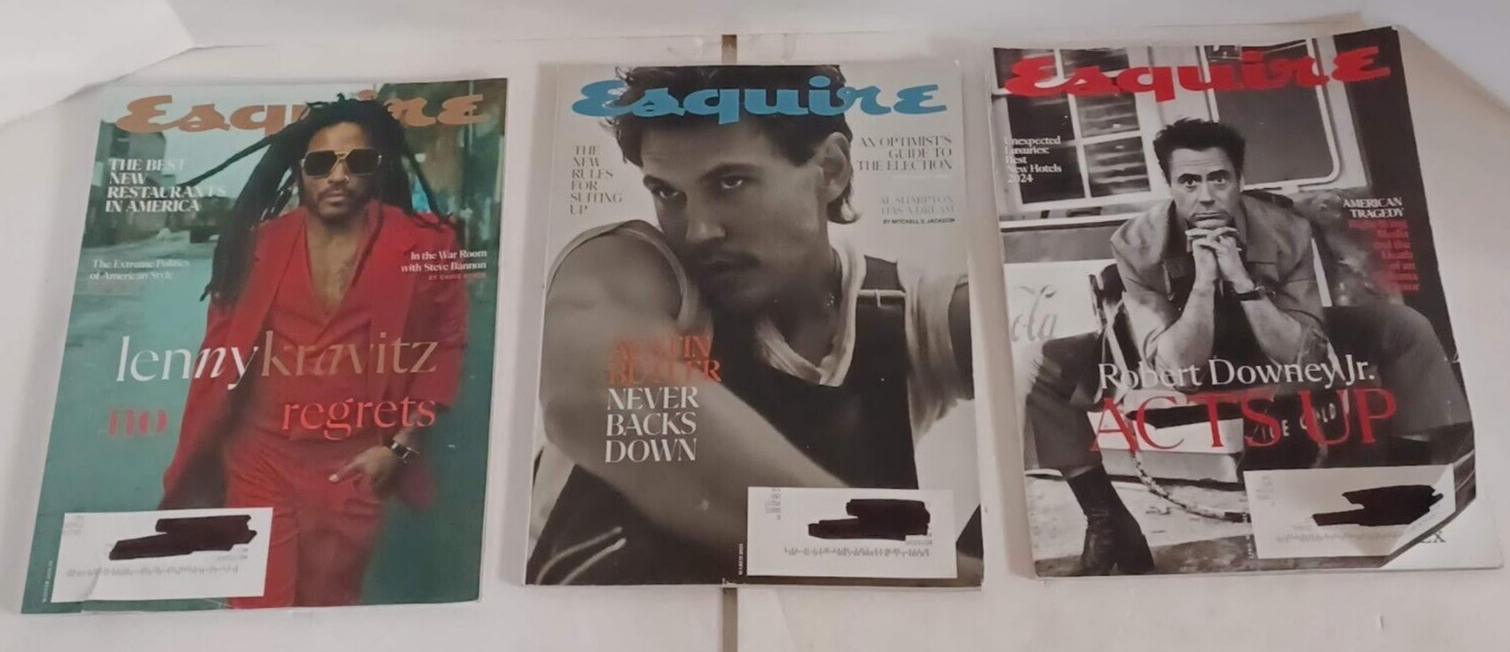 Esquire
THE BEST
NEW
RESTAURANTS
IN AMERICA
The Extreme Politics
of American Style
In the War Room
with Steve Bannon
lennykravitz
no regrets
Esquire
THE
NEW
RULES
FOR
SUITING
UP
AN OPTIMIST'S
GUIDE TO
THE ELECTION
AL SHARPTON
HAS A DREAM
BY MITCHELL S. JACKSON
AUSTIN
BUTLER
NEVER
BACKS
DOWN
Esquire
Unexpected
Luxuries:
Best
New Hotels
2024
AMERICAN
TRAGEDY
Cola
Robert Downey Jr.
ACTS UP
ICE COLD